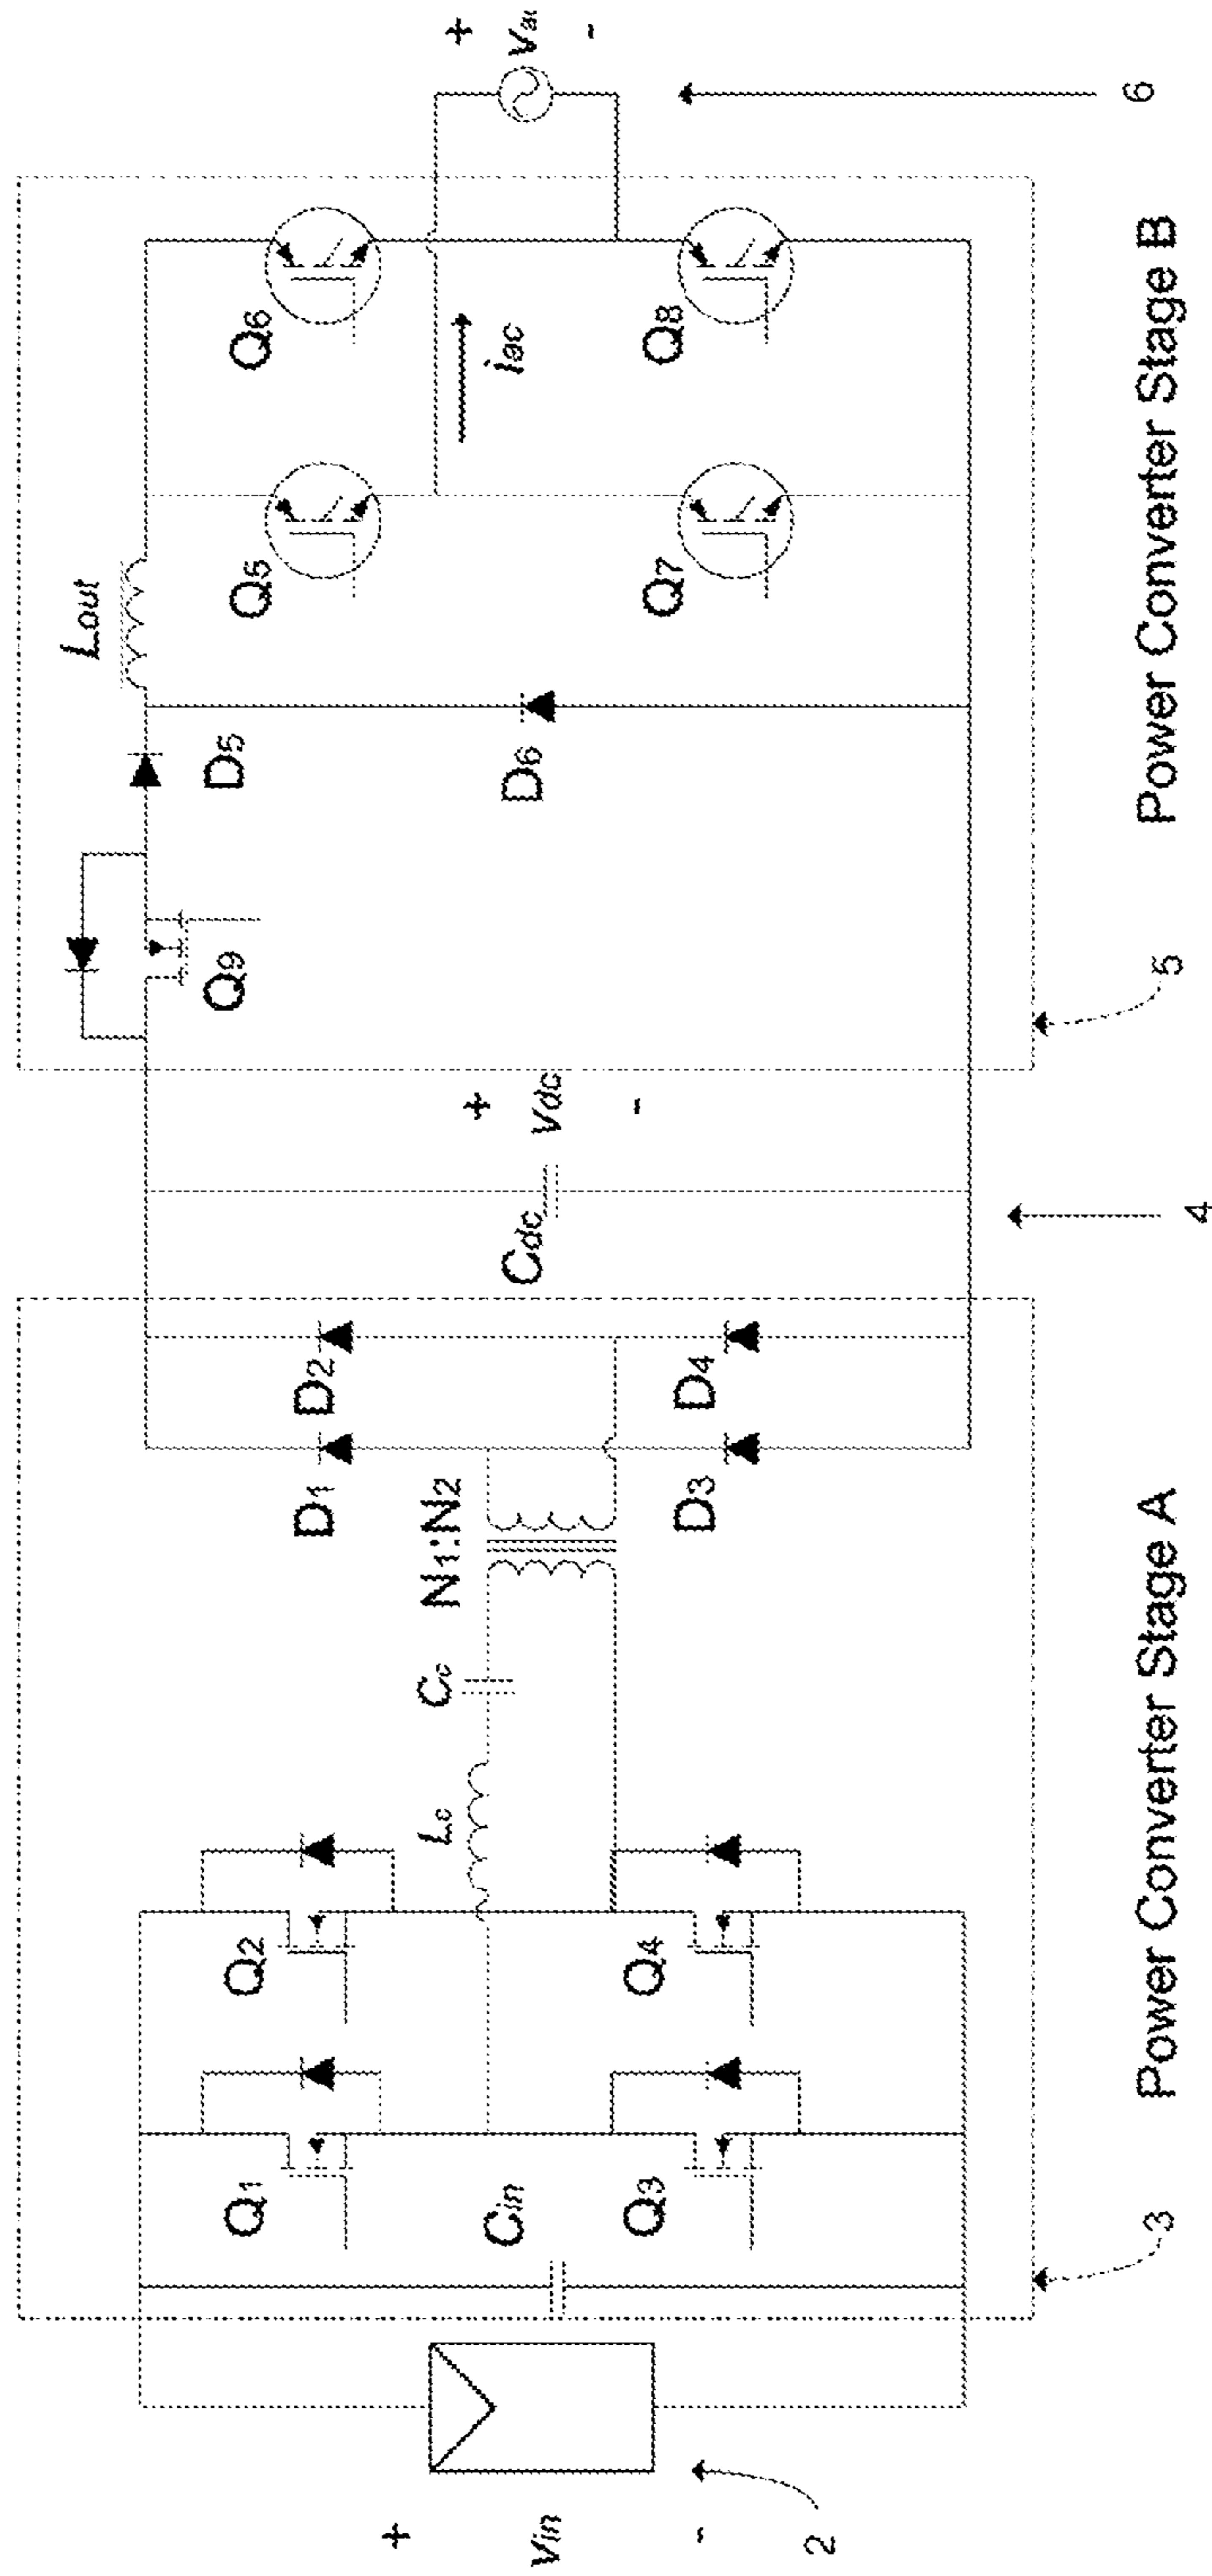 +
Vin
-
2
Q1
Q2
Cin
Q3
Q4
Lc
Cc
N1:N2
D1
D2
D3
D4
3
Power Converter Stage A
Cdc
+
Vdc
-
4
Q9
D5
Lout
D6
Q5
Q6
iac
Q7
Q8
5
Power Converter Stage B
+
Vac
-
6